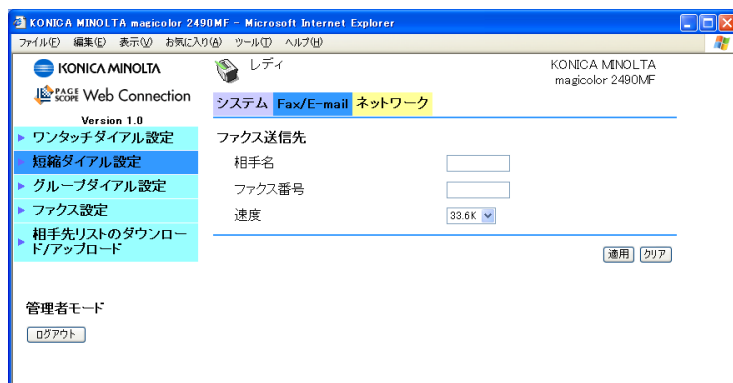 KONICA MINOLTA magicolor 2490MF - Microsoft Internet Explorer
ファイル(F) 編集(E) 表示(V) お気に入り(A) ツール(T) ヘルプ(H)
KONICA MINOLTA
PAGE SCOPE Web Connection
Version 1.0
レディ
KONICA MINOLTA
magicolor 2490MF
システム Fax/E-mail ネットワーク
ワンタッチダイアル設定
短縮ダイアル設定
グループダイアル設定
ファクス設定
相手先リストのダウンロー
ド/アップロード
ファクス送信先
相手名
ファクス番号
速度 33.6K
適用 クリア
管理者モード
ログアウト